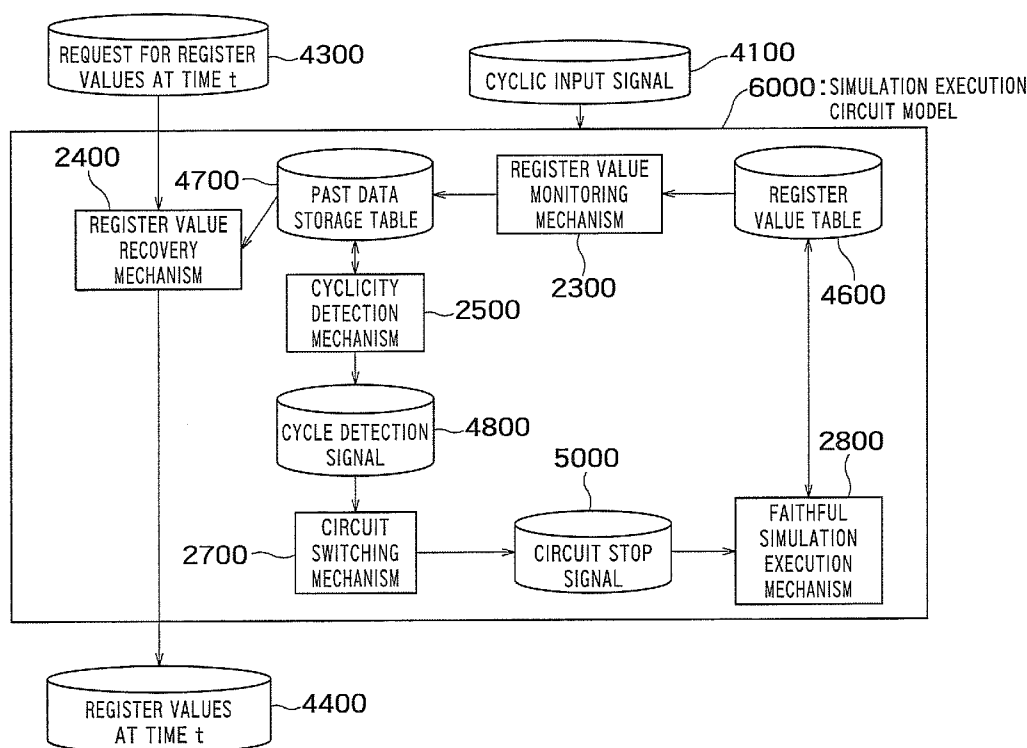 REQUEST FOR REGISTER
VALUES AT TIME t
4300
CYCLIC INPUT SIGNAL
4100
6000 : SIMULATION EXECUTION
CIRCUIT MODEL
2400
REGISTER VALUE
RECOVERY
MECHANISM
4700
PAST DATA
STORAGE TABLE
REGISTER VALUE
MONITORING
MECHANISM
2300
REGISTER
VALUE TABLE
4600
CYCLICITY
DETECTION
MECHANISM
2500
CYCLE DETECTION
SIGNAL
4800
2700
CIRCUIT
SWITCHING
MECHANISM
5000
CIRCUIT STOP
SIGNAL
2800
FAITHFUL
SIMULATION
EXECUTION
MECHANISM
REGISTER VALUES
AT TIME t
4400